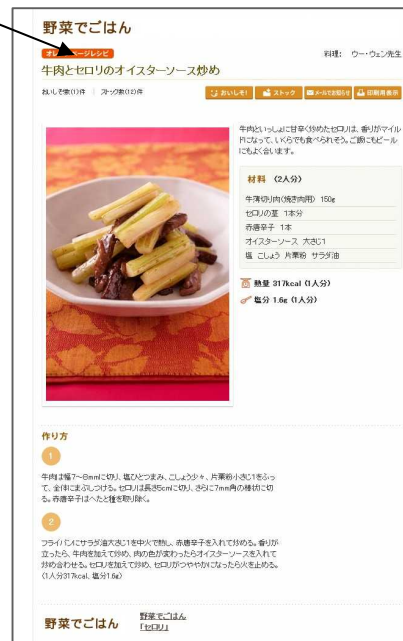 野菜でごはん
ページレシピ
料理: ウー・ウェン先生
牛肉とセロリのオイスターソース炒め
おいしそ数(1)件 ストック数(12)件
おいしそ!
ストック
メールでお知らせ
印刷用表示
牛肉といっしょに甘辛く炒めたセロリは、香りがマイル
ドになって、いくらでも食べられそう。ご飯にもビール
にもよく合います。
材料 (2人分)
牛薄切り肉(焼き肉用) 150g
セロリの茎 1本分
赤唐辛子 1本
オイスターソース 大さじ1
塩 こしょう 片栗粉 サラダ油
熱量 317kcal (1人分)
塩分 1.6g (1人分)
作り方
1
牛肉は幅7～8mmに切り、塩ひとつまみ、こしょう少々、片栗粉小さじ1をふっ
て、全体にまぶしつける。セロリは長さ5cmに切り、さらに7mm角の棒状に切
る。赤唐辛子はへたと種を取り除く。
2
フライパンにサラダ油大さじ1を中火で熱し、赤唐辛子を入れて炒める。香りが
立ったら、牛肉を加えて炒め、肉の色が変わったらオイスターソースを入れて
炒め合わせる。セロリを加えて炒め、セロリがつややかになったら火を止める。
(1人分317kcal、塩分1.6g)
野菜でごはん
野菜でごはん
「セロリ」